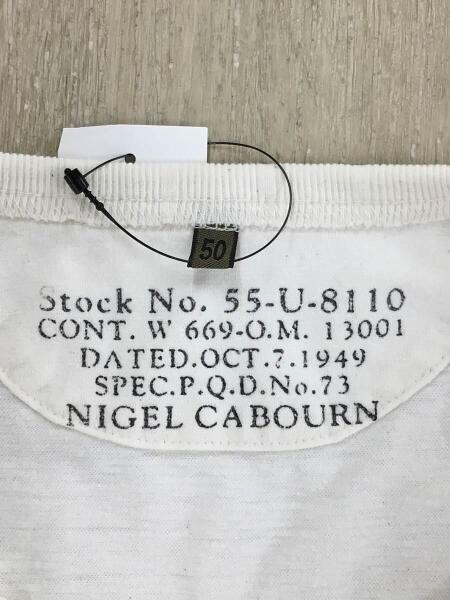 50
Stock No. 55-U-8110
CONT. W 669-O.M. 13001
DATED.OCT.7.1949
SPEC.P.Q.D.No.73
NIGEL CABOURN